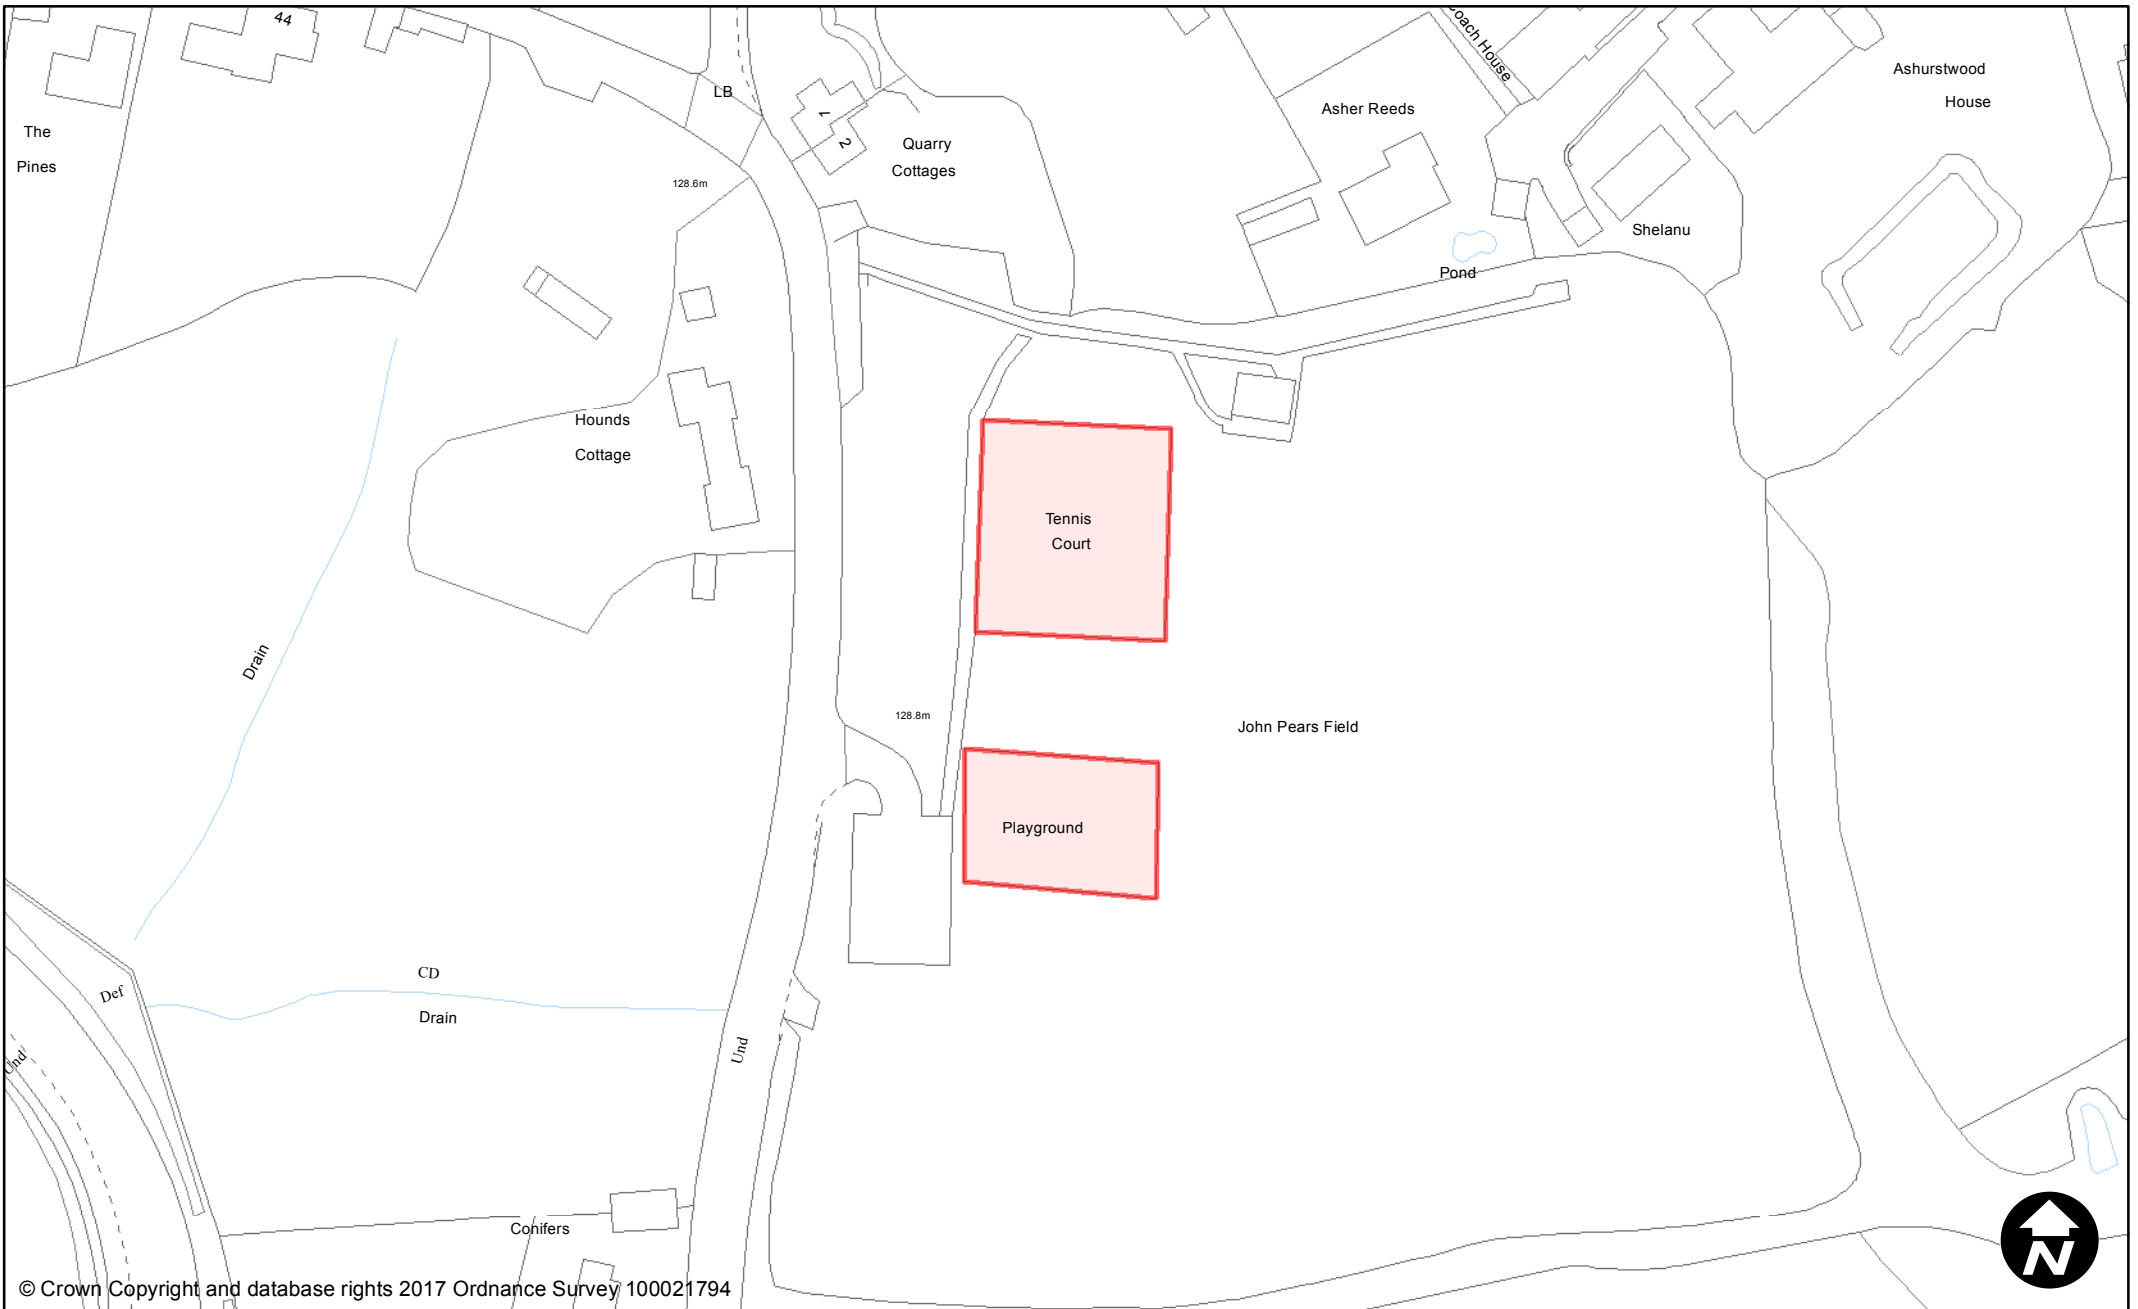 44
The
Pines
LB
1
2
Quarry
Cottages
128.6m
Coach House
Asher Reeds
Ashurstwood
House
Shelanu
Pond
Hounds
Cottage
Tennis
Court
Drain
128.8m
John Pears Field
Playground
CD
Def
Drain
Und
Und
Conifers
© Crown Copyright and database rights 2017 Ordnance Survey 100021794
N